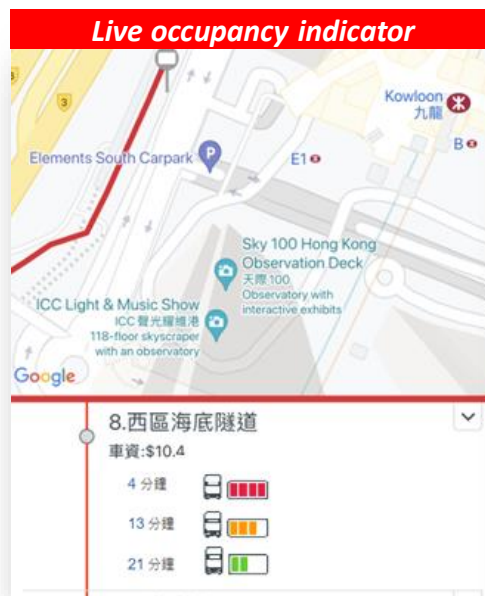 Live occupancy indicator
5
3
Kowloon
九龍
B
Elements South Carpark
P
E1
Sky 100 Hong Kong
Observation Deck
天際100
Observatory with
interactive exhibits
ICC Light & Music Show
ICC 聲光耀維港
118-floor skyscraper
with an observatory
Google
8.西區海底隧道
車資:$10.4
4 分鐘
13 分鐘
21 分鐘